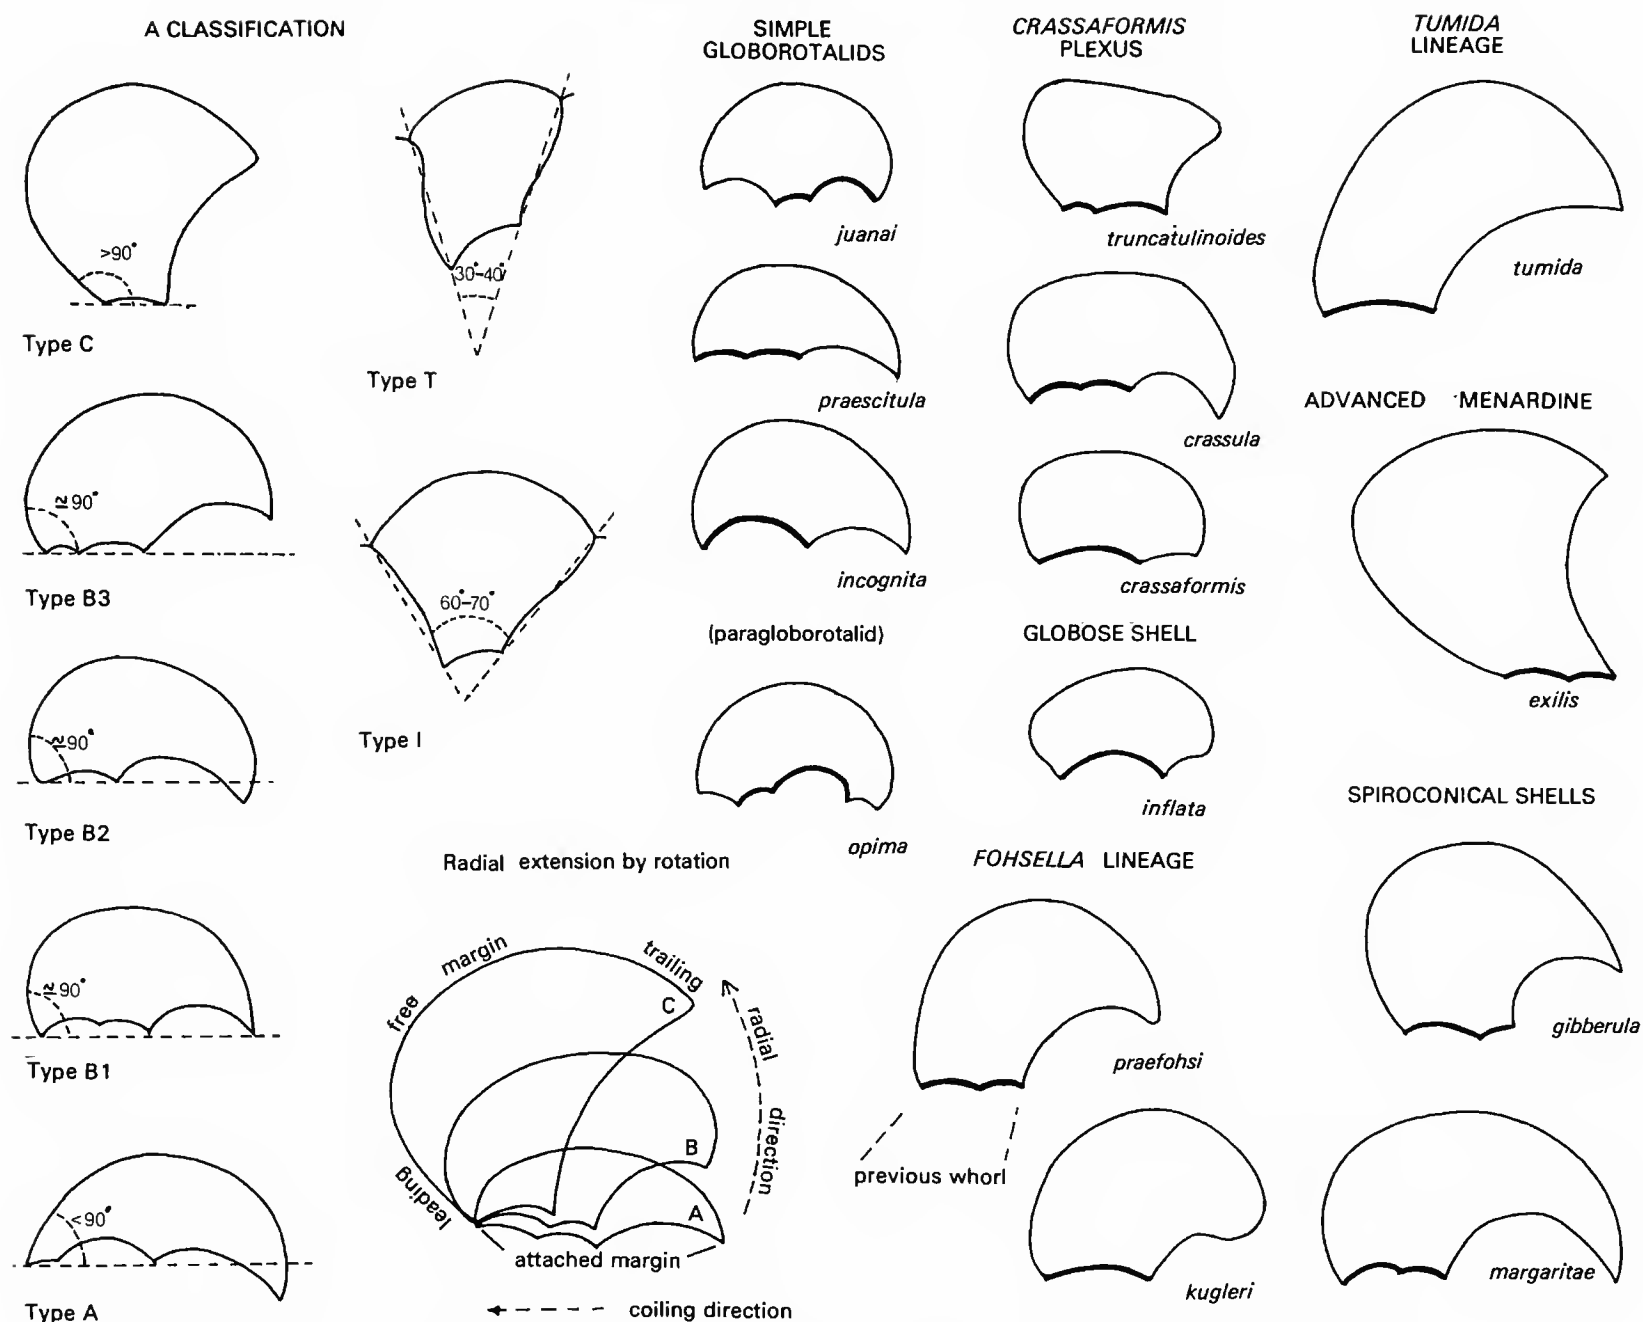 A CLASSIFICATION
>90°
Type C
≥90°
Type B3
≥90°
Type B2
≥90°
Type B1
<90°
Type A
30°-40°
Type T
60°-70°
Type I
Radial extension by rotation
free
margin
trailing
C
radial
direction
B
A
leading
attached margin
coiling direction
SIMPLE
GLOBOROTALIDS
juanai
praescitula
incognita
(paragloborotalid)
opima
CRASSAFORMIS
PLEXUS
truncatulinoides
crassula
crassaformis
GLOBOSE SHELL
inflata
FOHSELLA LINEAGE
praefohsi
previous whorl
kugleri
TUMIDA
LINEAGE
tumida
ADVANCED MENARDINE
exilis
SPIROCONICAL SHELLS
gibberula
margaritae